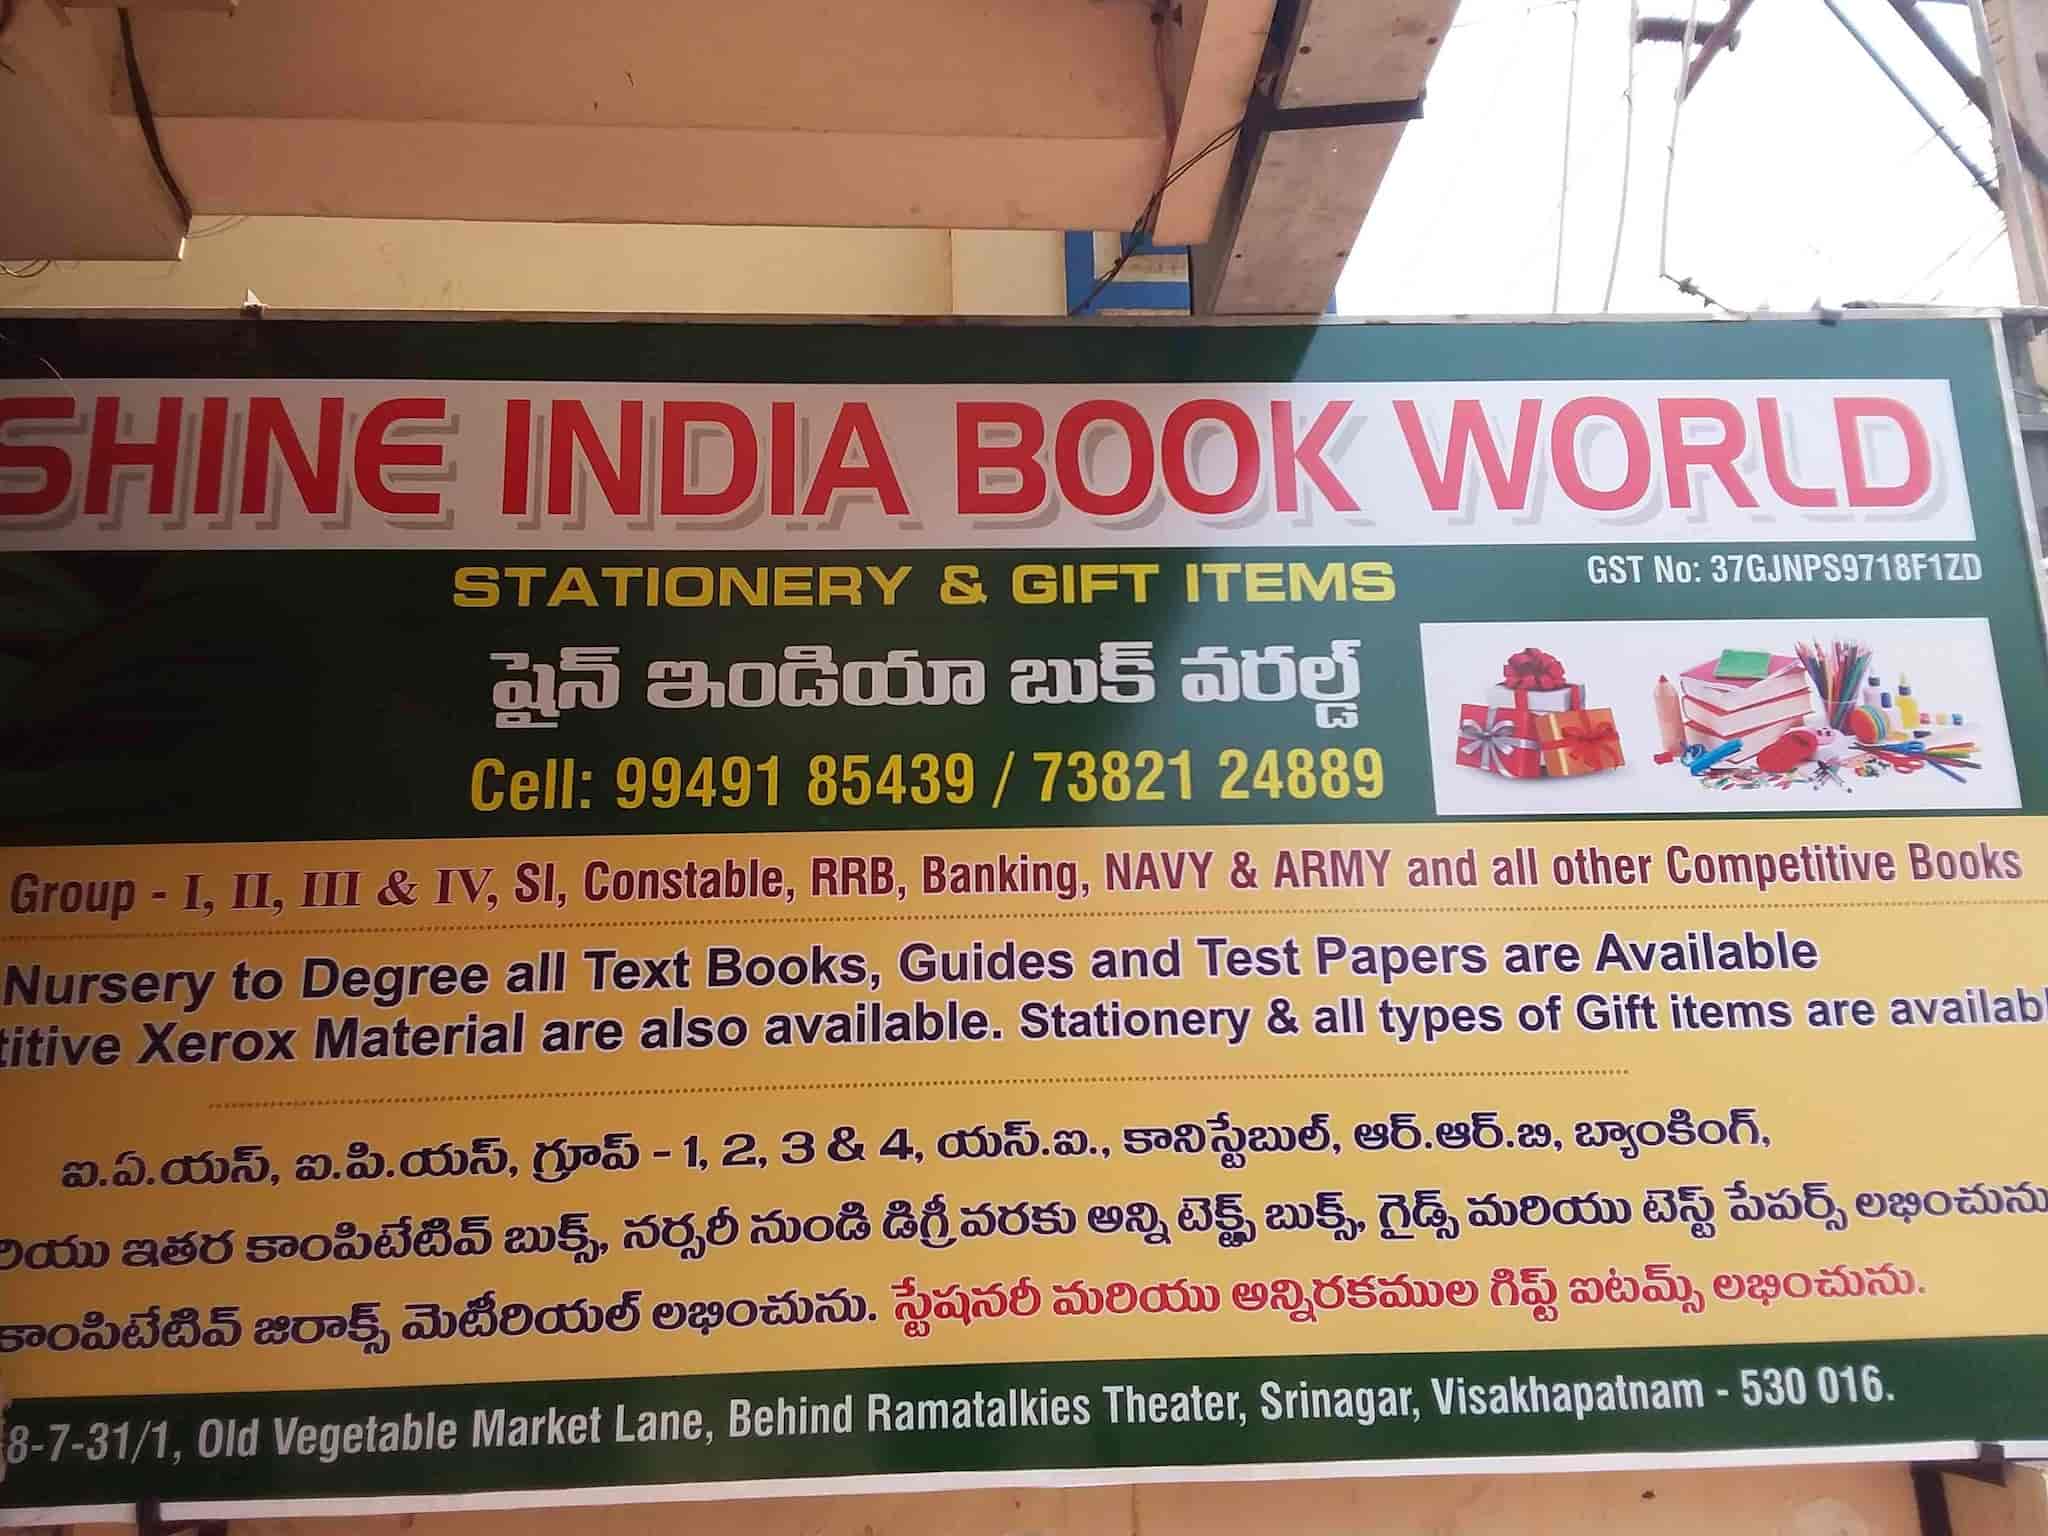 SHINE INDIA BOOK WORLD
STATIONERY & GIFT ITEMS
GST No: 37GJNPS9718F1ZD
షైన్ ఇండియా బుక్ వరల్డ్
Cell: 99491 85439 / 73821 24889
Group - I, II, III & IV, SI, Constable, RRB, Banking, NAVY & ARMY and all other Competitive Books
Nursery to Degree all Text Books, Guides and Test Papers are Available
titive Xerox Material are also available. Stationery & all types of Gift items are availab
ఐ.ఏ.యస్, ఐ.పి.యస్, గ్రూప్ - 1, 2, 3 & 4, యస్.ఐ., కానిస్టేబుల్, ఆర్.ఆర్.బి, బ్యాంకింగ్,
రియు ఇతర కాంపిటేటివ్ బుక్స్, నర్సరీ నుండి డిగ్రీ వరకు అన్ని టెక్ట్స్ బుక్స్, గైడ్స్ మరియు టెస్ట్ పేపర్స్ లభించును
కాంపిటేటివ్ జిరాక్స్ మెటీరియల్ లభించును. స్టేషనరీ మరియు అన్నిరకముల గిఫ్ట్ ఐటమ్స్ లభించును.
8-7-31/1, Old Vegetable Market Lane, Behind Ramatalkies Theater, Srinagar, Visakhapatnam - 530 016.